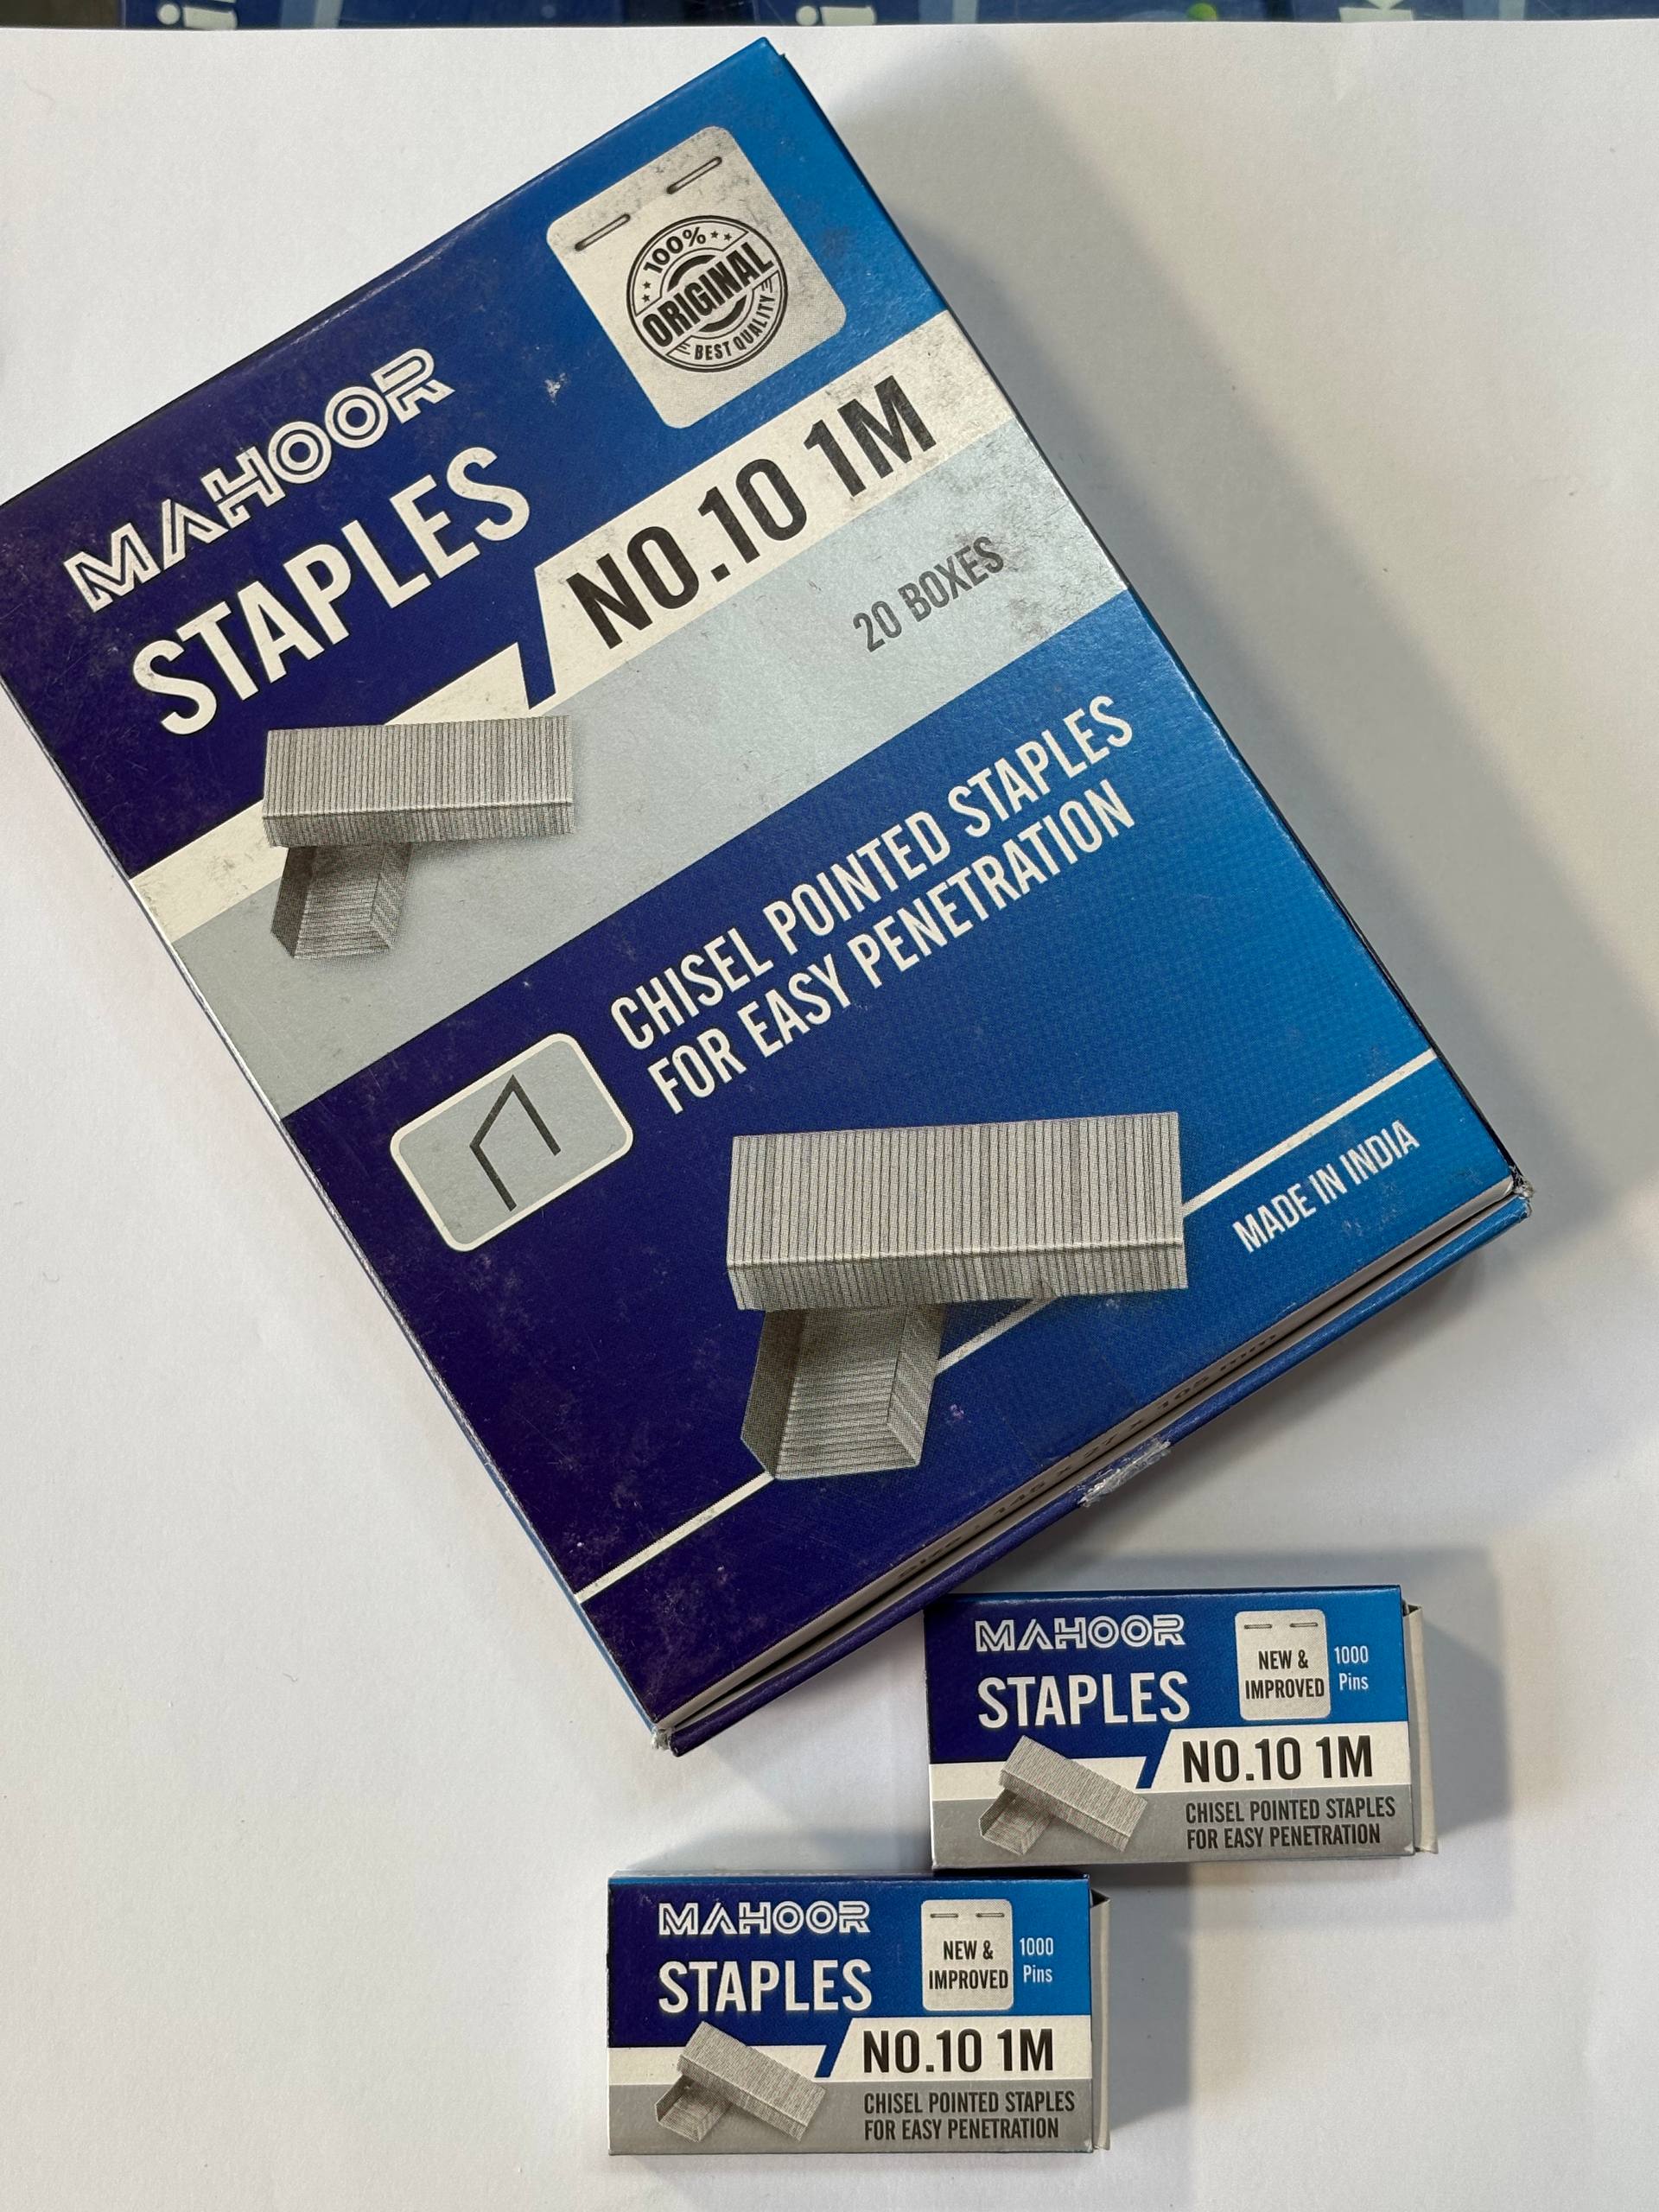 MAHOOR
STAPLES
100%
ORIGINAL
BEST QUALITY
NO.10 1M
20 BOXES
CHISEL POINTED STAPLES
FOR EASY PENETRATION
MADE IN INDIA
MAHOOR
STAPLES
NEW &
IMPROVED
1000
Pins
NO.10 1M
CHISEL POINTED STAPLES
FOR EASY PENETRATION
MAHOOR
STAPLES
NEW &
IMPROVED
1000
Pins
NO.10 1M
CHISEL POINTED STAPLES
FOR EASY PENETRATION